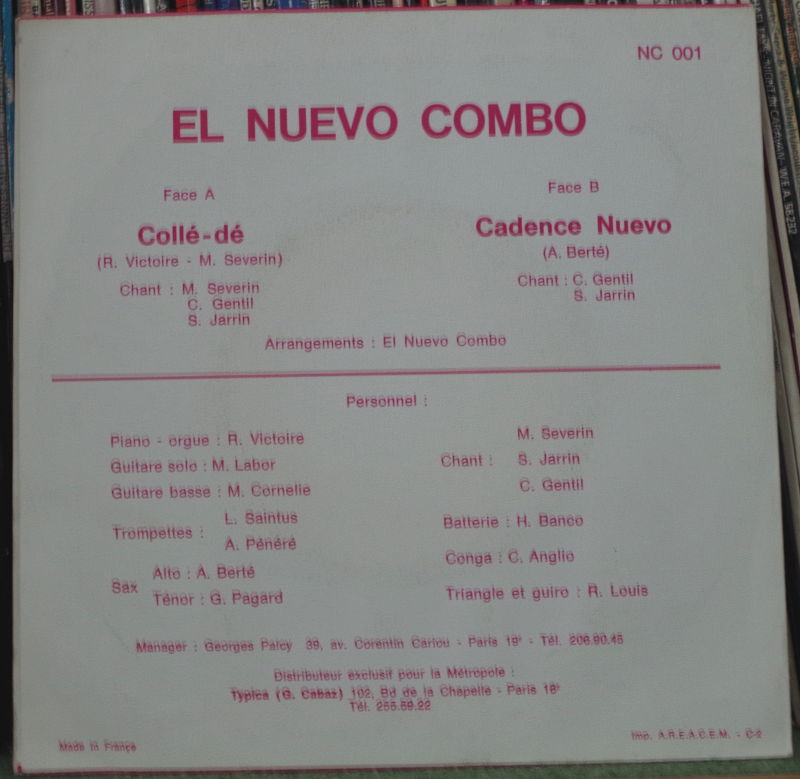 NC 001
EL NUEVO COMBO
Face A
Collé-dé
(R. Victoire - M. Severin)
Chant : M. Severin
C. Gentil
S. Jarrin
Face B
Cadence Nuevo
(A. Berté)
Chant : C. Gentil
S. Jarrin
Arrangements : El Nuevo Combo
Personnel :
Piano - orgue : R. Victoire
Guitare solo : M. Labor
Guitare basse : M. Cornelie
Trompettes :
L. Saintus
A. Pénéré
Sax
Alto : A. Berté
Ténor : G. Pagard
Chant :
M. Severin
S. Jarrin
C. Gentil
Batterie : H. Banco
Conga : C. Anglio
Triangle et guiro : R. Louis
Manager : Georges Palcy 39, av. Corentin Cariou - Paris 19e - Tél. 206.90.45
Distributeur exclusif pour la Métropole :
Typica (G. Cabaz) 102, Bd de la Chapelle - Paris 18e
Tél. 255.59.22
Made in France
Imp. A.R.E.A.C.E.M. - C-2